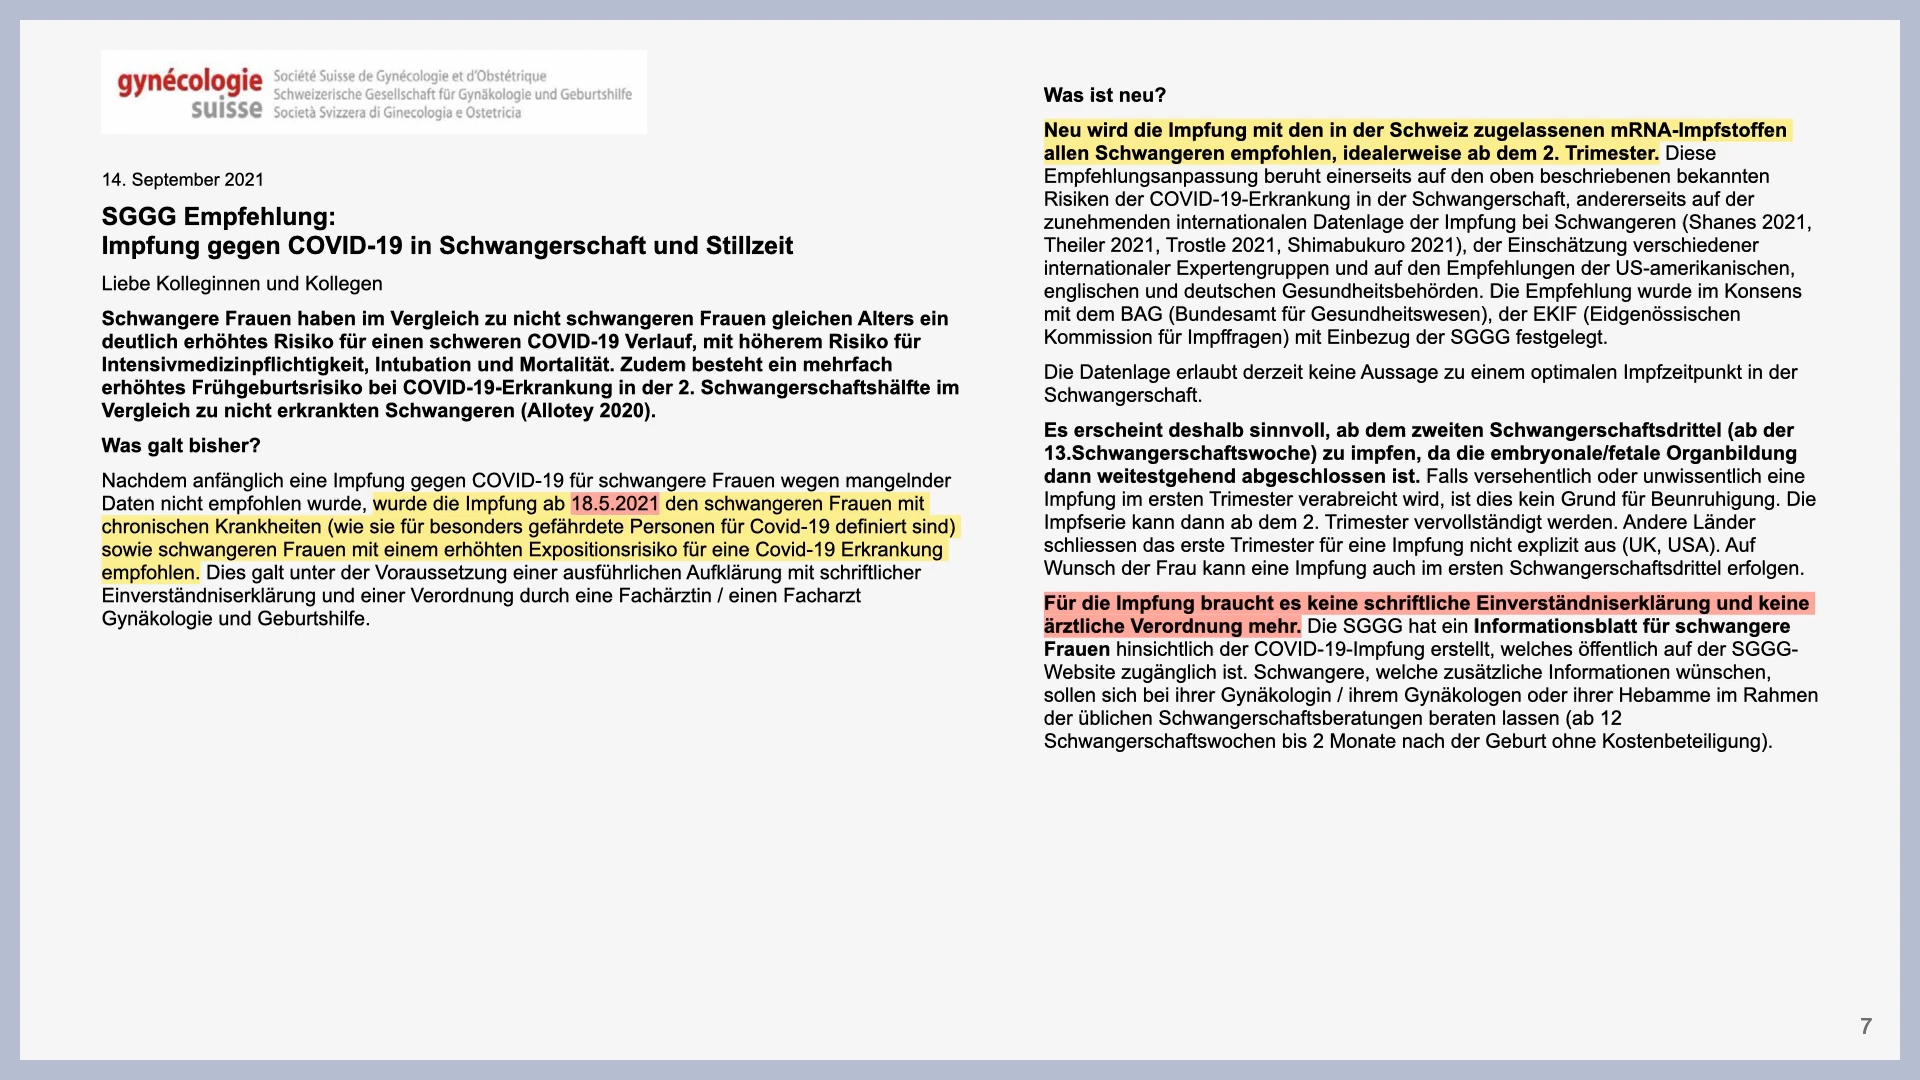 gynécologie
suisse
Société Suisse de Gynécologie et d'Obstétrique
Schweizerische Gesellschaft für Gynäkologie und Geburtshilfe
Società Svizzera di Ginecologia e Ostetricia
14. September 2021
SGGG Empfehlung:
Impfung gegen COVID-19 in Schwangerschaft und Stillzeit
Liebe Kolleginnen und Kollegen
Schwangere Frauen haben im Vergleich zu nicht schwangeren Frauen gleichen Alters ein
deutlich erhöhtes Risiko für einen schweren COVID-19 Verlauf, mit höherem Risiko für
Intensivmedizinpflichtigkeit, Intubation und Mortalität. Zudem besteht ein mehrfach
erhöhtes Frühgeburtsrisiko bei COVID-19-Erkrankung in der 2. Schwangerschaftshälfte im
Vergleich zu nicht erkrankten Schwangeren (Allotey 2020).
Was galt bisher?
Nachdem anfänglich eine Impfung gegen COVID-19 für schwangere Frauen wegen mangelnder
Daten nicht empfohlen wurde, wurde die Impfung ab 18.5.2021 den schwangeren Frauen mit
chronischen Krankheiten (wie sie für besonders gefährdete Personen für Covid-19 definiert sind)
sowie schwangeren Frauen mit einem erhöhten Expositionsrisiko für eine Covid-19 Erkrankung
empfohlen. Dies galt unter der Voraussetzung einer ausführlichen Aufklärung mit schriftlicher
Einverständniserklärung und einer Verordnung durch eine Fachärztin / einen Facharzt
Gynäkologie und Geburtshilfe.
Was ist neu?
Neu wird die Impfung mit den in der Schweiz zugelassenen mRNA-Impfstoffen
allen Schwangeren empfohlen, idealerweise ab dem 2. Trimester. Diese
Empfehlungsanpassung beruht einerseits auf den oben beschriebenen bekannten
Risiken der COVID-19-Erkrankung in der Schwangerschaft, andererseits auf der
zunehmenden internationalen Datenlage der Impfung bei Schwangeren (Shanes 2021,
Theiler 2021, Trostle 2021, Shimabukuro 2021), der Einschätzung verschiedener
internationaler Expertengruppen und auf den Empfehlungen der US-amerikanischen,
englischen und deutschen Gesundheitsbehörden. Die Empfehlung wurde im Konsens
mit dem BAG (Bundesamt für Gesundheitswesen), der EKIF (Eidgenössischen
Kommission für Impffragen) mit Einbezug der SGGG festgelegt.
Die Datenlage erlaubt derzeit keine Aussage zu einem optimalen Impfzeitpunkt in der
Schwangerschaft.
Es erscheint deshalb sinnvoll, ab dem zweiten Schwangerschaftsdrittel (ab der
13.Schwangerschaftswoche) zu impfen, da die embryonale/fetale Organbildung
dann weitestgehend abgeschlossen ist. Falls versehentlich oder unwissentlich eine
Impfung im ersten Trimester verabreicht wird, ist dies kein Grund für Beunruhigung. Die
Impfserie kann dann ab dem 2. Trimester vervollständigt werden. Andere Länder
schliessen das erste Trimester für eine Impfung nicht explizit aus (UK, USA). Auf
Wunsch der Frau kann eine Impfung auch im ersten Schwangerschaftsdrittel erfolgen.
Für die Impfung braucht es keine schriftliche Einverständniserklärung und keine
ärztliche Verordnung mehr. Die SGGG hat ein Informationsblatt für schwangere
Frauen hinsichtlich der COVID-19-Impfung erstellt, welches öffentlich auf der SGGG-
Website zugänglich ist. Schwangere, welche zusätzliche Informationen wünschen,
sollen sich bei ihrer Gynäkologin / ihrem Gynäkologen oder ihrer Hebamme im Rahmen
der üblichen Schwangerschaftsberatungen beraten lassen (ab 12
Schwangerschaftswochen bis 2 Monate nach der Geburt ohne Kostenbeteiligung).
7